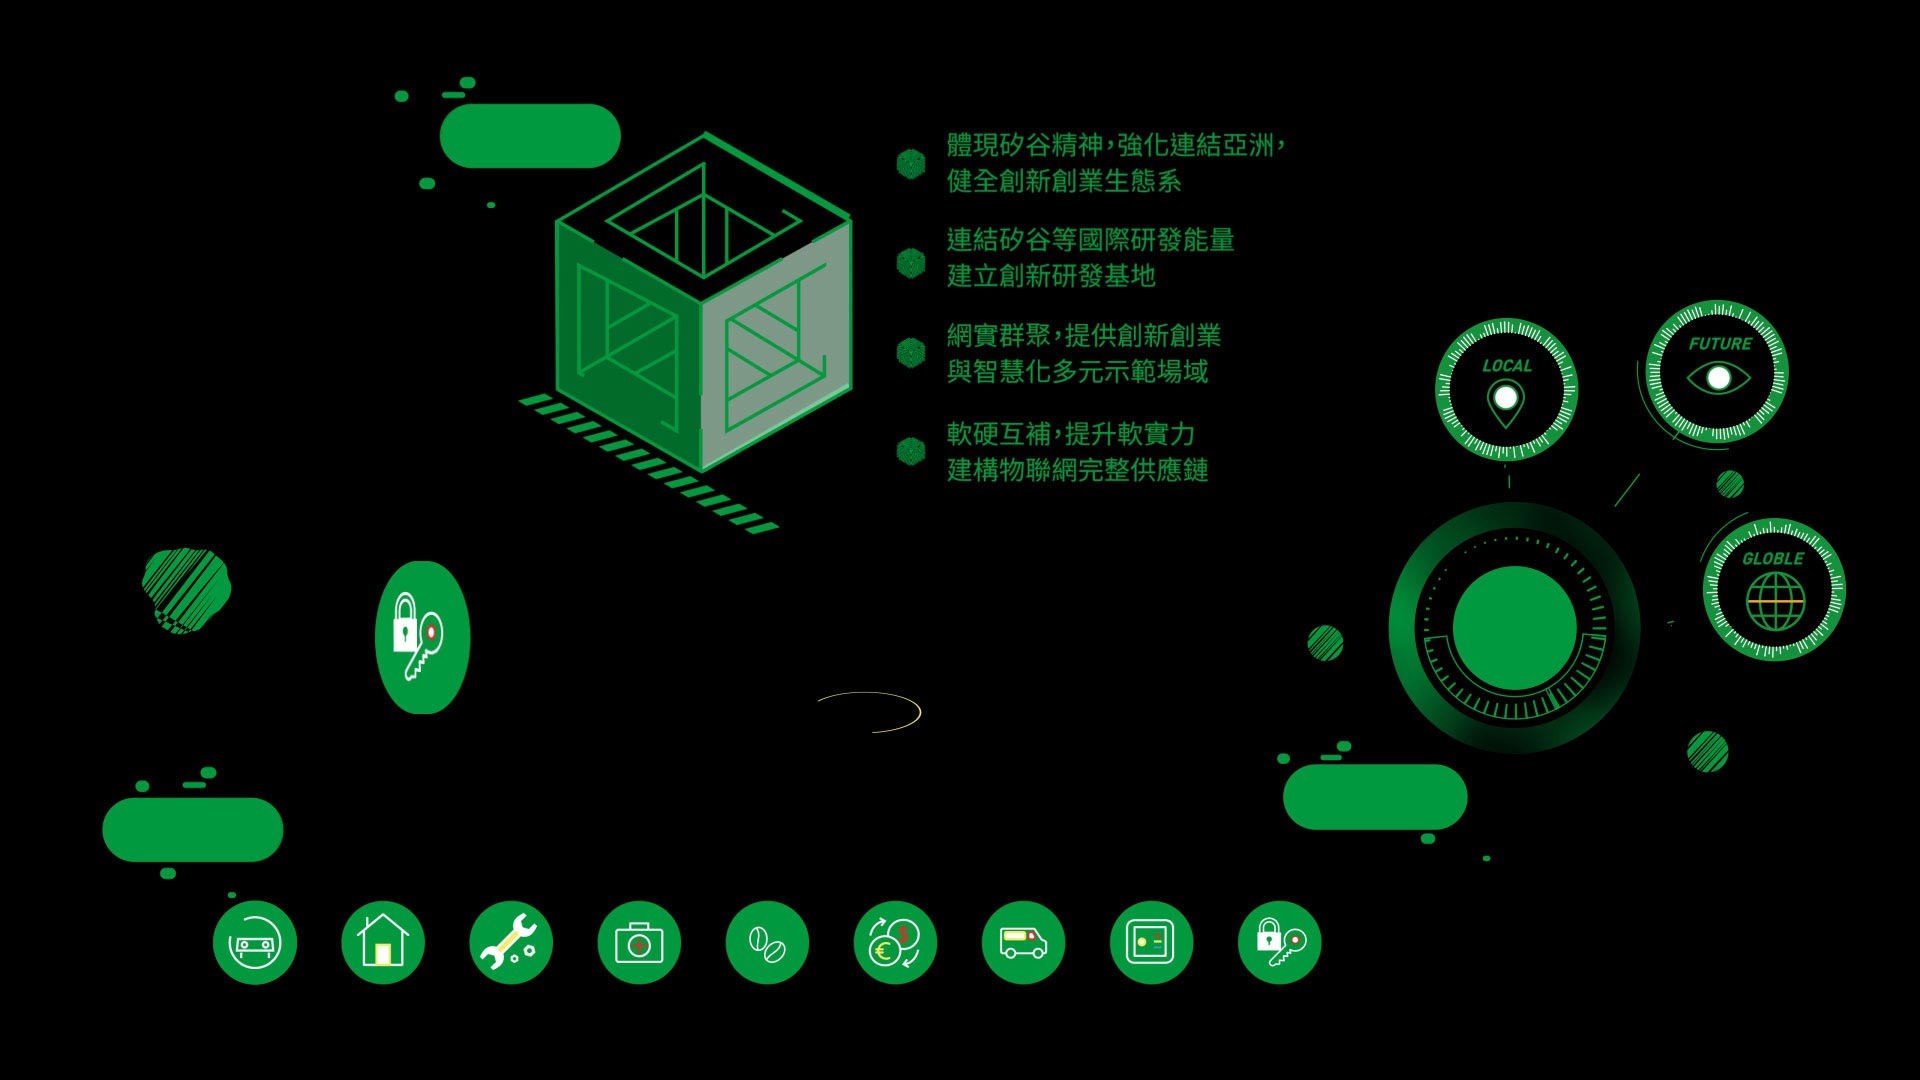 體現矽谷精神，強化連結亞洲，
健全創新創業生態系
連結矽谷等國際研發能量
建立創新研發基地
網實群聚，提供創新創業
與智慧化多元示範場域
軟硬互補，提升軟實力
建構物聯網完整供應鏈
LOCAL
FUTURE
GLOBLE
$
€